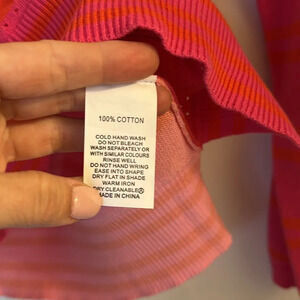 100% COTTON
COLD HAND WASH
DO NOT BLEACH
WASH SEPARATELY OR
WITH SIMILAR COLOURS
RINSE WELL
DO NOT HAND WRING
EASE INTO SHAPE
DRY FLAT IN SHADE
WARM IRON
DRY CLEANABLE®
MADE IN CHINA